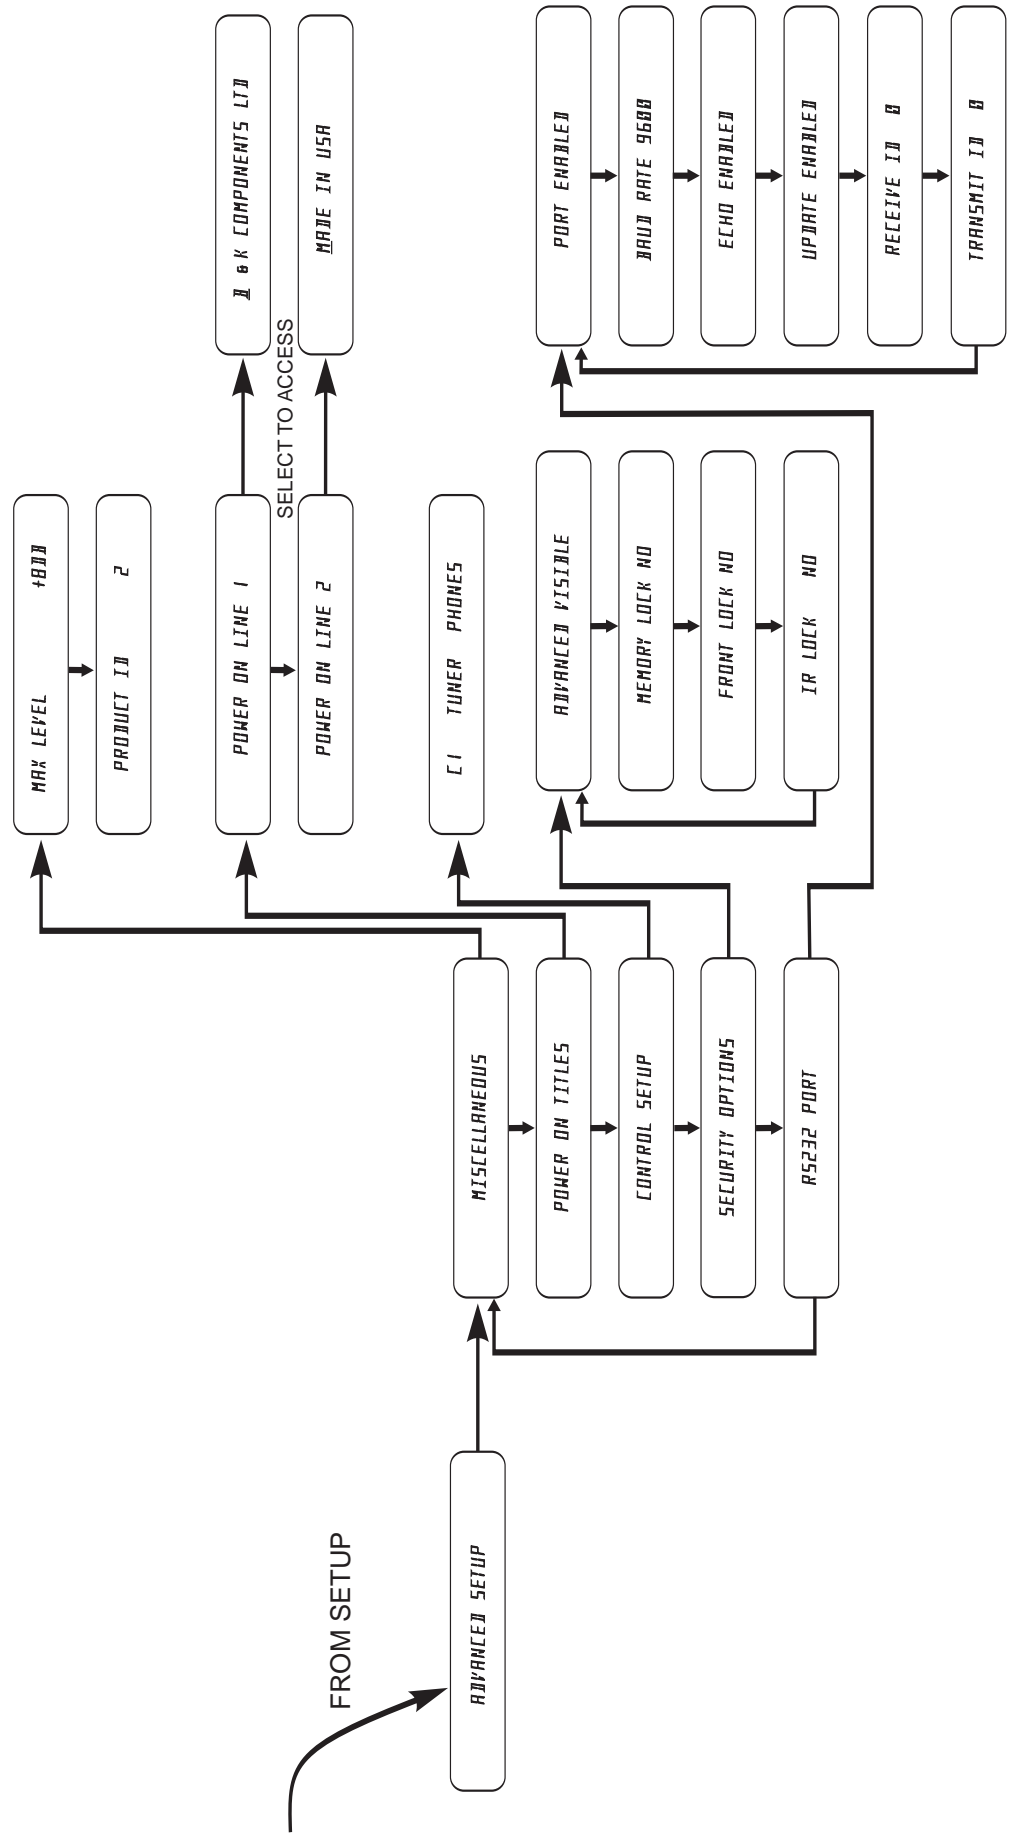 FROM SETUP
ADVANCED SETUP
MISCELLANEOUS
POWER ON TITLES
CONTROL SETUP
SECURITY OPTIONS
RS232 PORT
MAX LEVEL +8DB
PRODUCT ID 2
POWER ON LINE 1
POWER ON LINE 2
SELECT TO ACCESS
B & K COMPONENTS LTD
MADE IN USA
C1 TUNER PHONES
ADVANCED VISIBLE
MEMORY LOCK NO
FRONT LOCK NO
IR LOCK NO
PORT ENABLED
BAUD RATE 9600
ECHO ENABLED
UPDATE ENABLED
RECEIVE ID 0
TRANSMIT ID 0